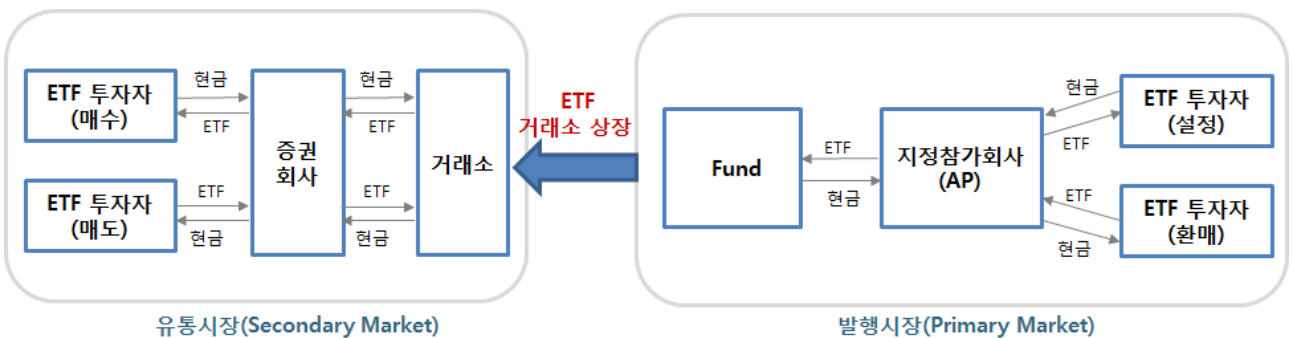 ETF 투자자
(매수)
현금
ETF
ETF 투자자
(매도)
ETF
현금
증권
회사
현금
ETF
ETF
현금
거래소
유통시장(Secondary Market)
ETF
거래소 상장
Fund
ETF
현금
지정참가회사
(AP)
현금
ETF
ETF 투자자
(설정)
ETF
현금
ETF 투자자
(환매)
발행시장(Primary Market)